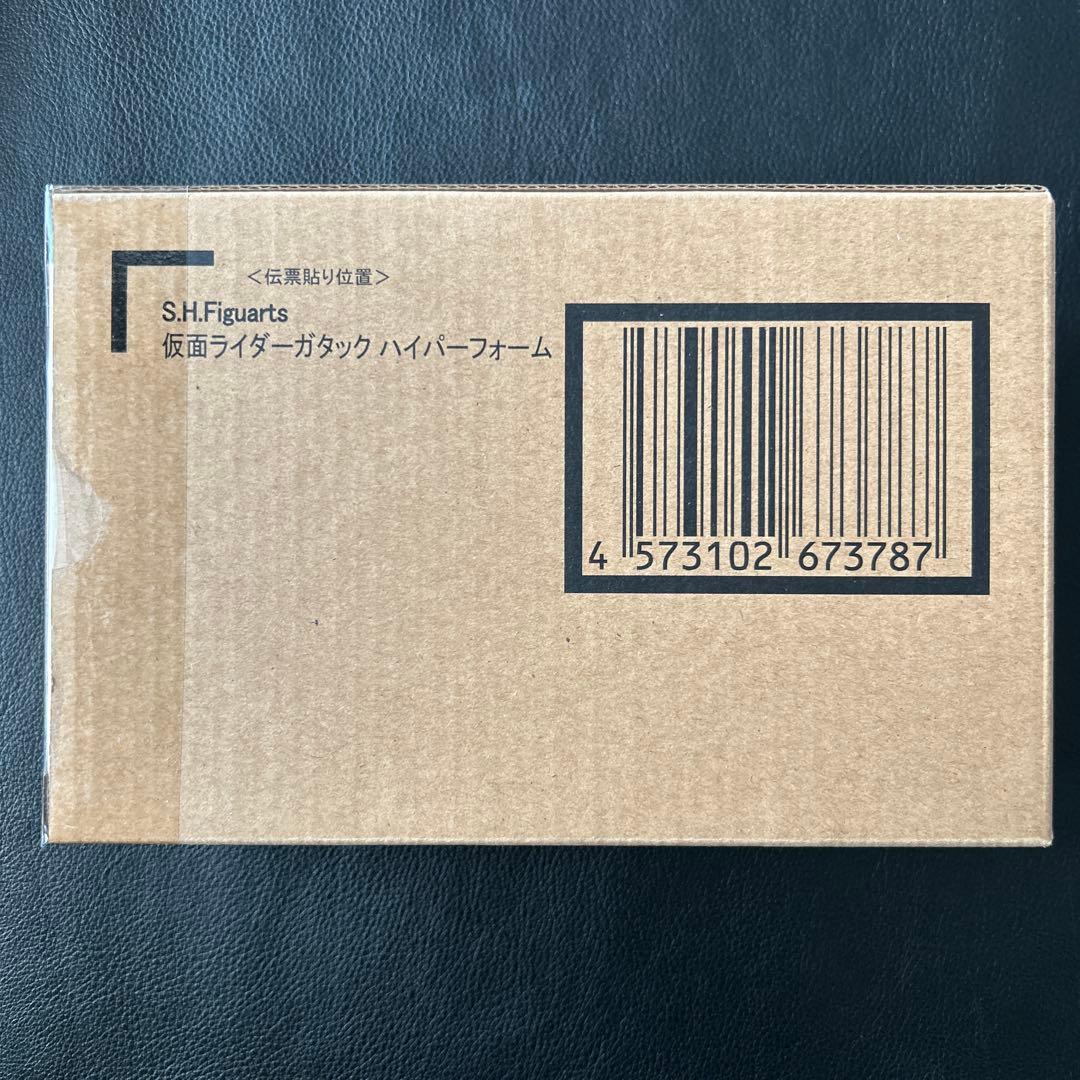 <伝票貼り位置>
S.H.Figuarts
仮面ライダーガタック ハイパーフォーム
4 573102 673787